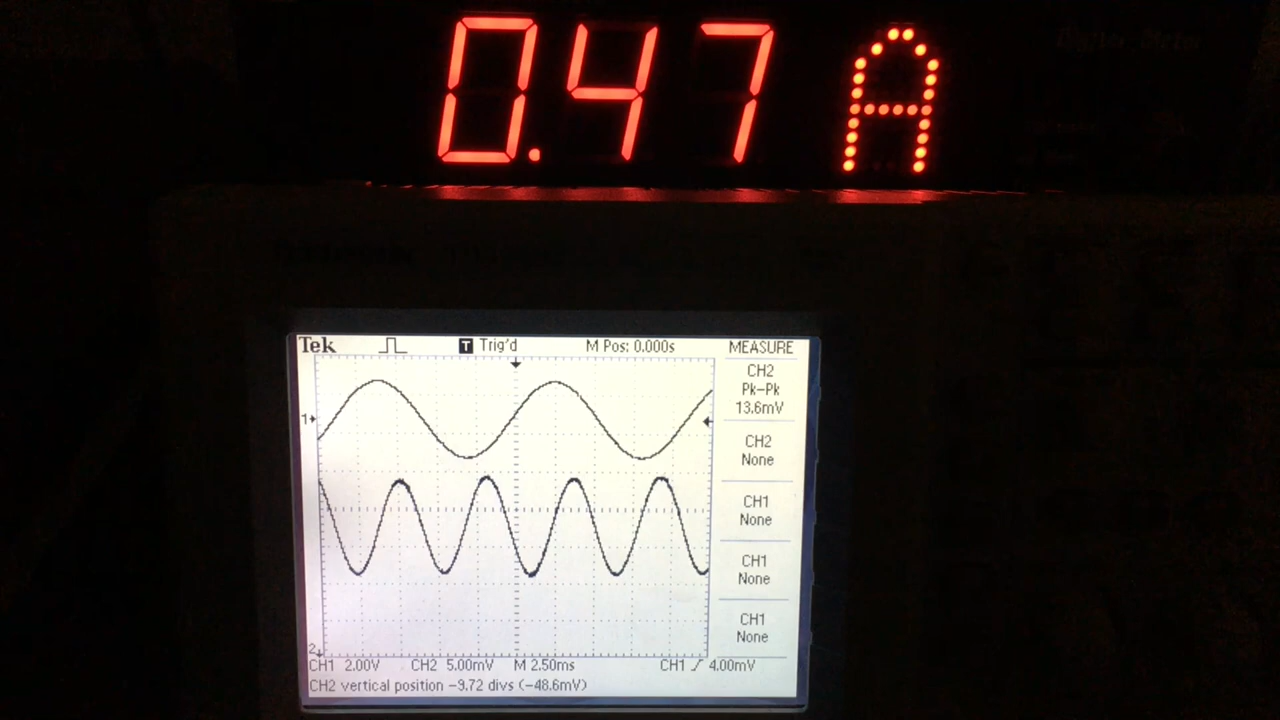 0.47 A
Tek T Trig'd M Pos: 0.000s MEASURE
CH2
Pk-Pk
13.6mV
1
CH2
None
CH1
None
CH1
None
CH1
None
2
CH1 2.00V CH2 5.00mV M 2.50ms CH1 4.00mV
CH2 vertical position -9.72 divs (-48.6mV)